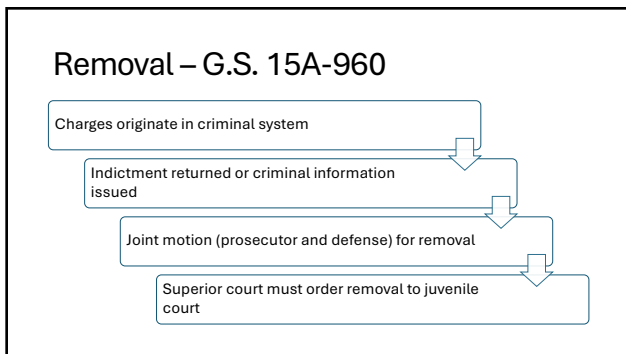 Removal – G.S. 15A-960
Charges originate in criminal system
Indictment returned or criminal information
issued
Joint motion (prosecutor and defense) for removal
Superior court must order removal to juvenile
court